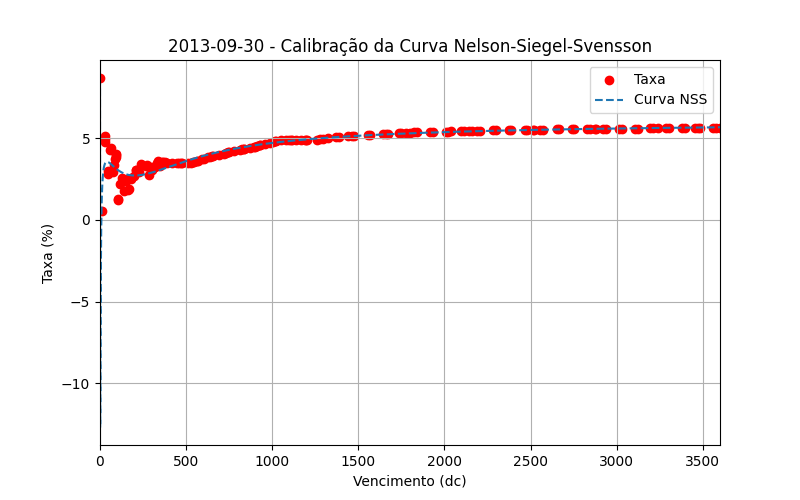 2013-09-30 - Calibração da Curva Nelson-Siegel-Svensson
Taxa
Curva NSS
Taxa (%)
5
0
−5
−10
0 500 1000 1500 2000 2500 3000 3500
Vencimento (dc)